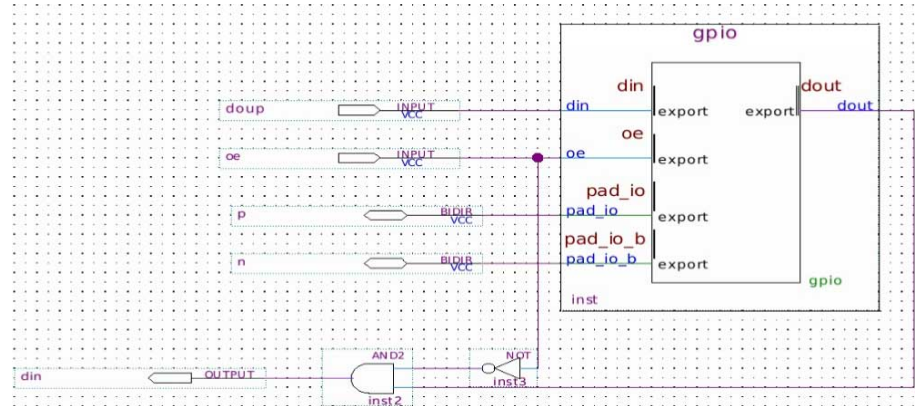 gpio
din
dout
doup
INPUT
VCC
din
export
export
dout
oe
oe
INPUT
VCC
oe
export
pad_io
p
BIDIR
VCC
pad_io
export
pad_io_b
n
BIDIR
VCC
pad_io_b
export
gpio
inst
AND2
NOT
din
OUTPUT
inst3
inst2